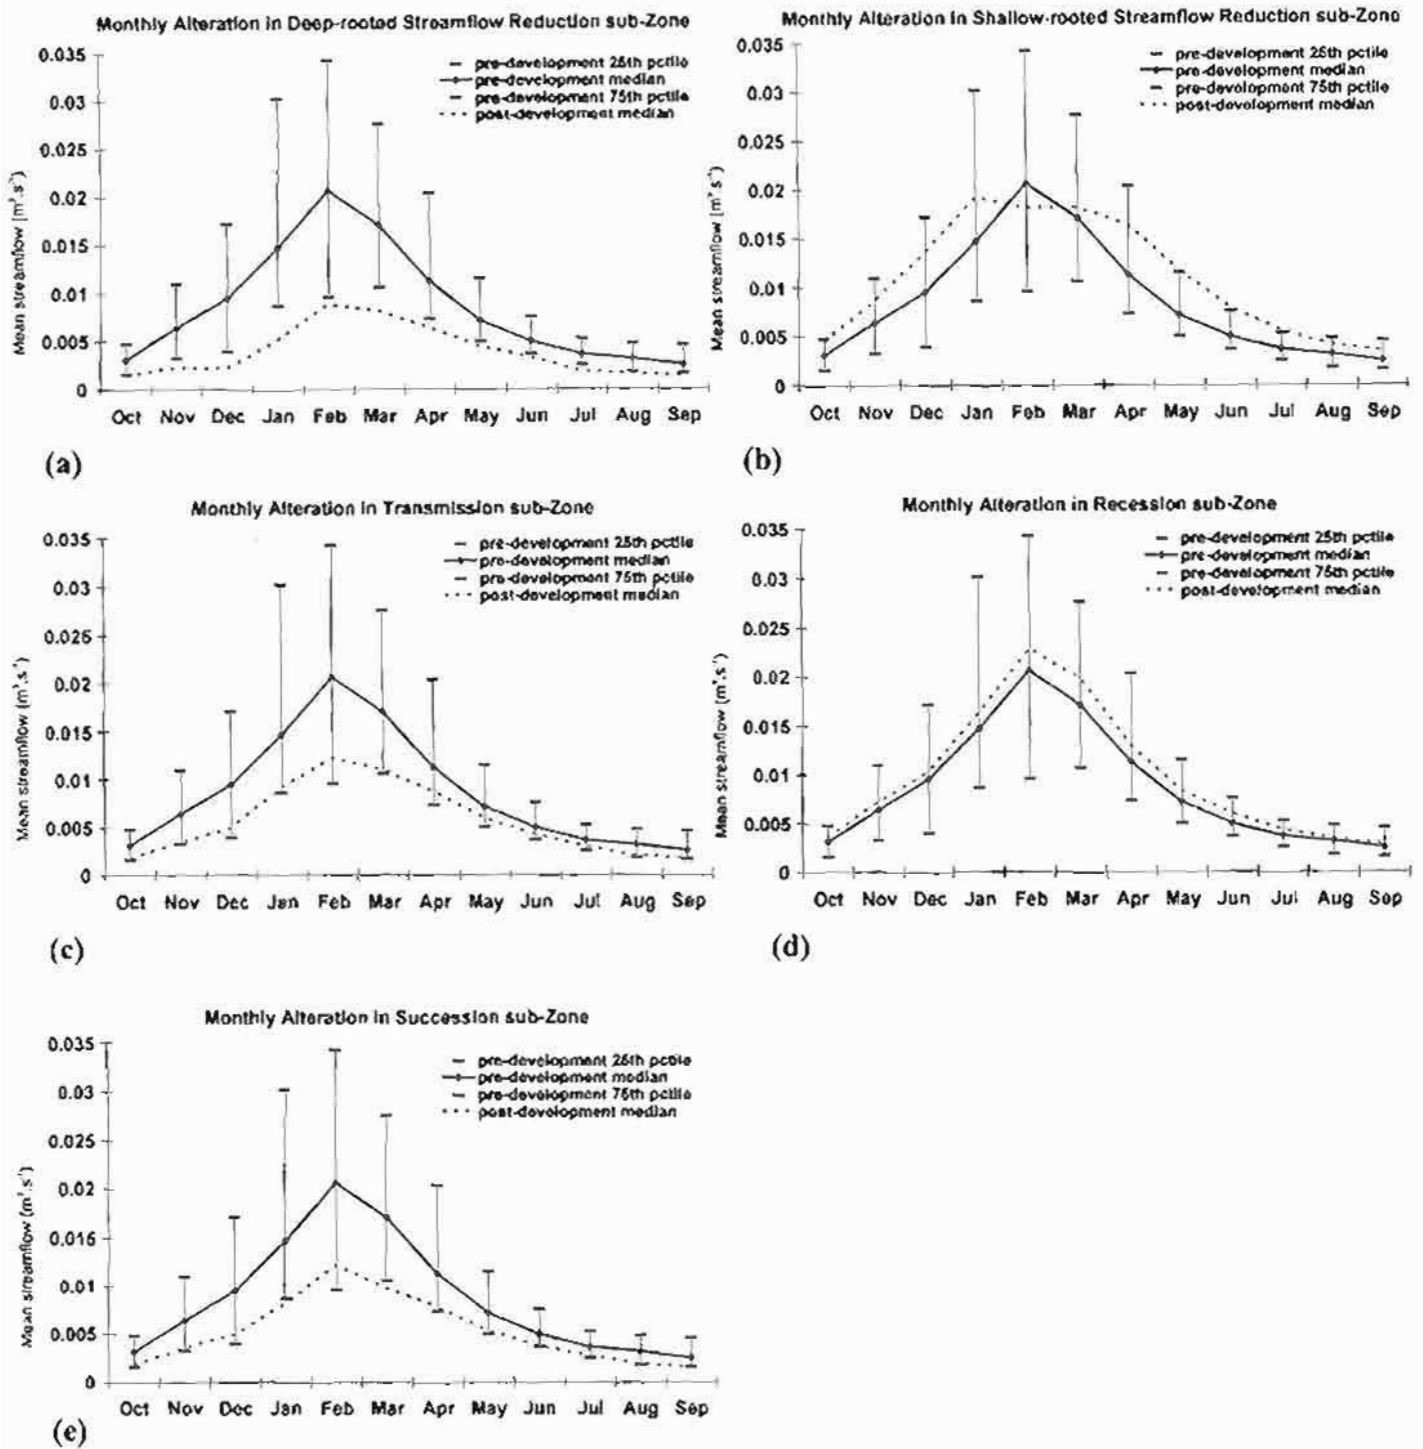 Monthly Alteration in Deep-rooted Streamflow Reduction sub-Zone
pre-development 25th pctile
pre-development median
pre-development 75th pctile
post-development median
Mean streamflow (m³.s⁻¹)
0.035
0.03
0.025
0.02
0.015
0.01
0.005
0
Oct Nov Dec Jan Feb Mar Apr May Jun Jul Aug Sep
(a)
Monthly Alteration in Shallow-rooted Streamflow Reduction sub-Zone
pre-development 25th pctile
pre-development median
pre-development 75th pctile
post-development median
Mean streamflow (m³.s⁻¹)
0.035
0.03
0.025
0.02
0.015
0.01
0.005
0
Oct Nov Dec Jan Feb Mar Apr May Jun Jul Aug Sep
(b)
Monthly Alteration in Transmission sub-Zone
pre-development 25th pctile
pre-development median
pre-development 75th pctile
post-development median
Mean streamflow (m³.s⁻¹)
0.035
0.03
0.025
0.02
0.015
0.01
0.005
0
Oct Nov Dec Jan Feb Mar Apr May Jun Jul Aug Sep
(c)
Monthly Alteration in Recession sub-Zone
pre-development 25th pctile
pre-development median
pre-development 75th pctile
post-development median
Mean streamflow (m³.s⁻¹)
0.035
0.03
0.025
0.02
0.015
0.01
0.005
0
Oct Nov Dec Jan Feb Mar Apr May Jun Jul Aug Sep
(d)
Monthly Alteration in Succession sub-Zone
pre-development 25th pctile
pre-development median
pre-development 75th pctile
post-development median
Mean streamflow (m³.s⁻¹)
0.035
0.03
0.025
0.02
0.015
0.01
0.005
0
Oct Nov Dec Jan Feb Mar Apr May Jun Jul Aug Sep
(e)